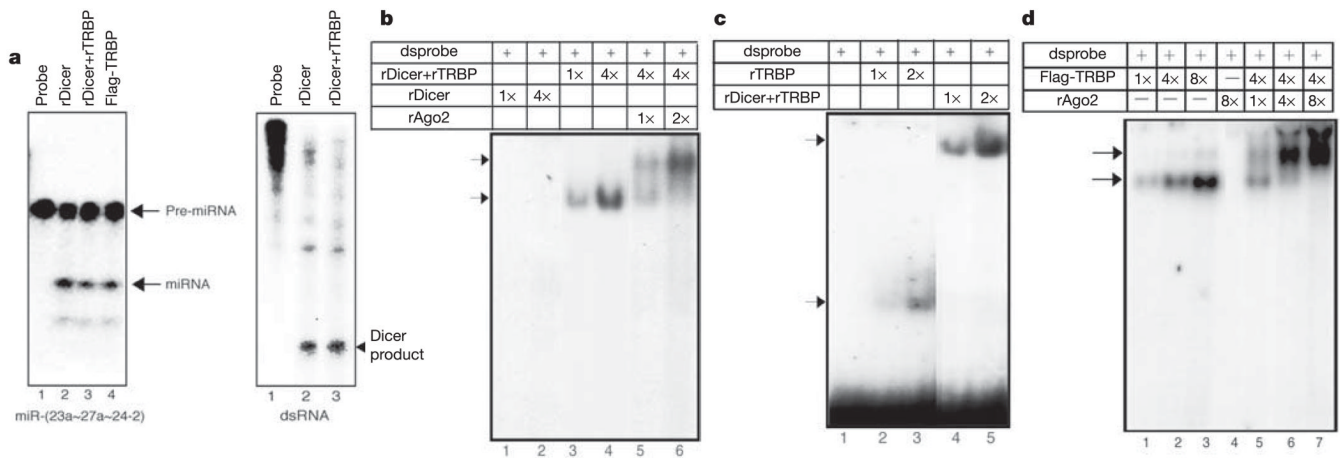 a
Probe
rDicer
rDicer+rTRBP
Flag-TRBP
Pre-miRNA
miRNA
1 2 3 4
miR-(23a~27a~24-2)
Probe
rDicer
rDicer+rTRBP
Dicer
product
1 2 3
dsRNA
b
dsprobe + + + + + +
rDicer+rTRBP 1× 4× 4× 4×
rDicer 1× 4×
rAgo2 1× 2×
1 2 3 4 5 6
c
dsprobe + + + + +
rTRBP 1× 2×
rDicer+rTRBP 1× 2×
1 2 3 4 5
d
dsprobe + + + + + + +
Flag-TRBP 1× 4× 8× — 4× 4× 4×
rAgo2 — — — 8× 1× 4× 8×
1 2 3 4 5 6 7